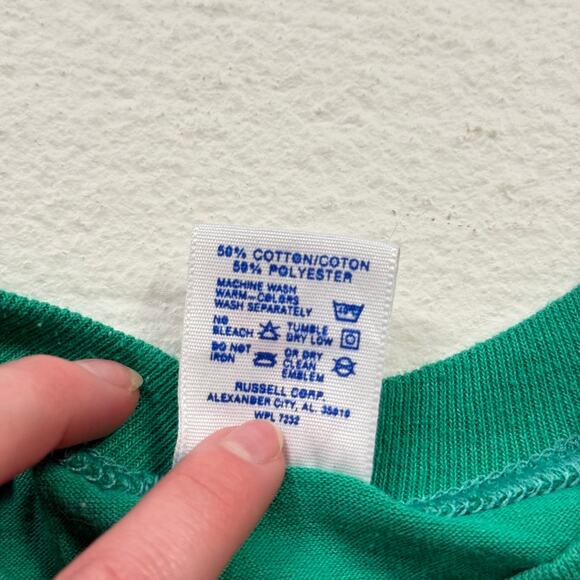 50% COTTON/COTON
50% POLYESTER
MACHINE WASH
WARM-COLORS
WASH SEPARATELY
NO BLEACH
TUMBLE DRY LOW
DO NOT IRON
OR DRY CLEAN EMBLEM
RUSSELL CORP.
ALEXANDER CITY, AL. 35010
WPL 7232